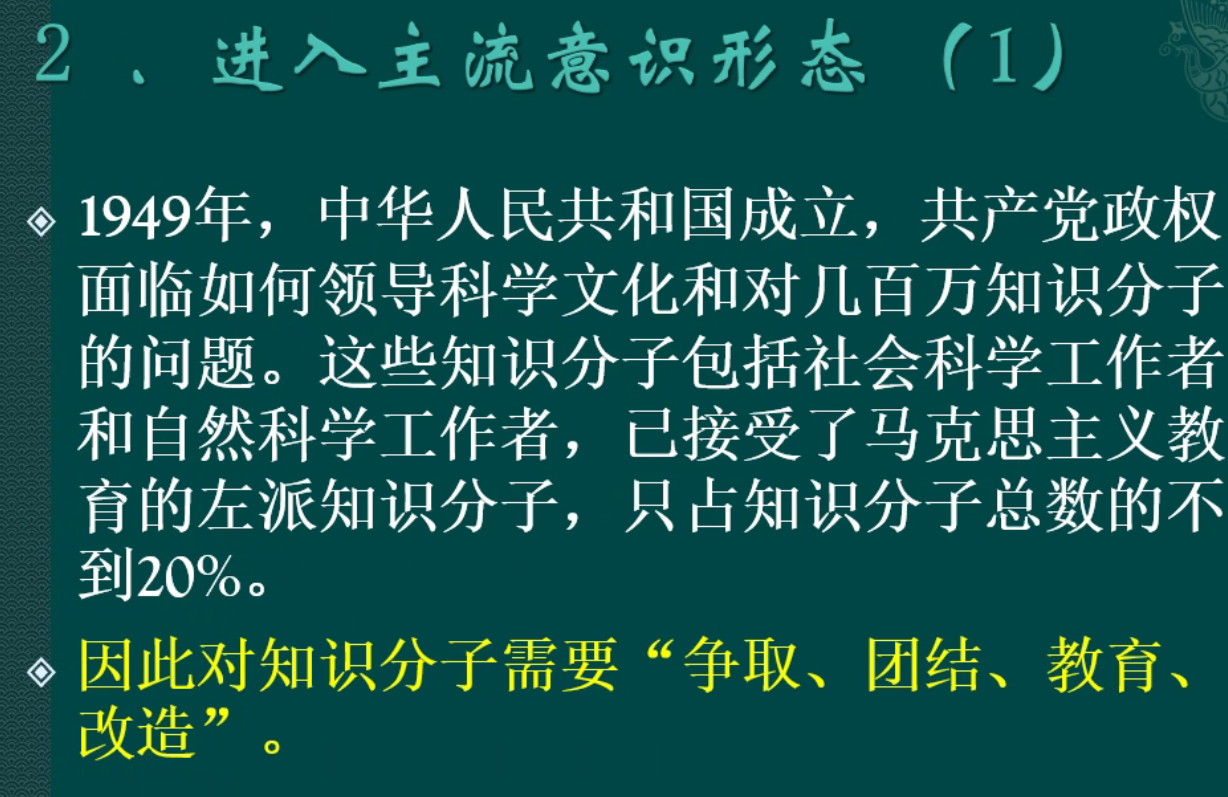 2 . 进入主流意识形态 (1)
1949年，中华人民共和国成立，共产党政权
面临如何领导科学文化和对几百万知识分子
的问题。这些知识分子包括社会科学工作者
和自然科学工作者，已接受了马克思主义教
育的左派知识分子，只占知识分子总数的不
到20%。
因此对知识分子需要“争取、团结、教育、
改造”。